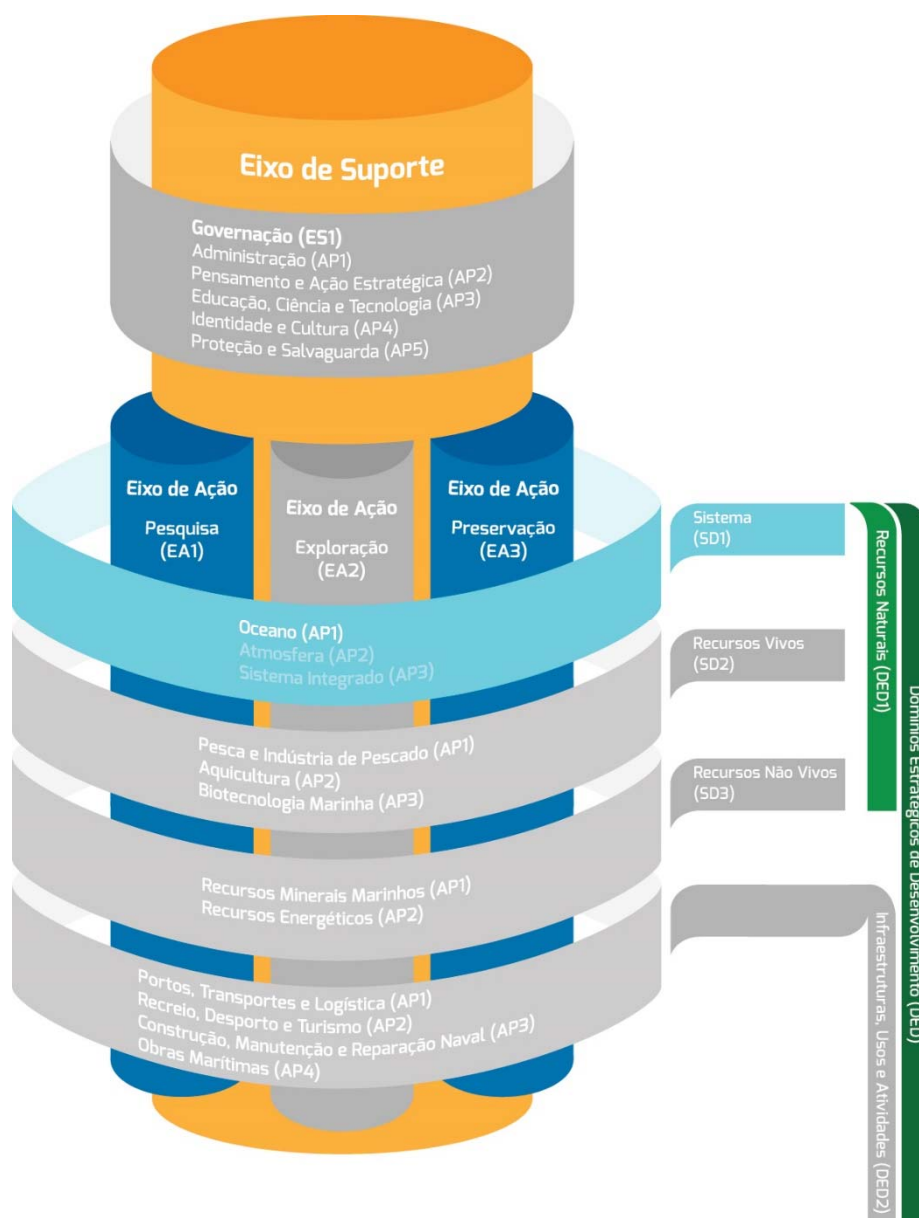 Eixo de Suporte
Governação (ES1)
Administração (AP1)
Pensamento e Ação Estratégica (AP2)
Educação, Ciência e Tecnologia (AP3)
Identidade e Cultura (AP4)
Proteção e Salvaguarda (AP5)
Eixo de Ação
Pesquisa
(EA1)
Eixo de Ação
Exploração
(EA2)
Eixo de Ação
Preservação
(EA3)
Oceano (AP1)
Atmosfera (AP2)
Sistema Integrado (AP3)
Sistema
(SD1)
Pesca e Indústria de Pescado (AP1)
Aquicultura (AP2)
Biotecnologia Marinha (AP3)
Recursos Vivos
(SD2)
Recursos Minerais Marinhos (AP1)
Recursos Energéticos (AP2)
Recursos Não Vivos
(SD3)
Portos, Transportes e Logística (AP1)
Recreio, Desporto e Turismo (AP2)
Construção, Manutenção e Reparação Naval (AP3)
Obras Marítimas (AP4)
Recursos Naturais (DED1)
Infraestruturas, Usos e Atividades (DED2)
Domínios Estratégicos de Desenvolvimento (DED)